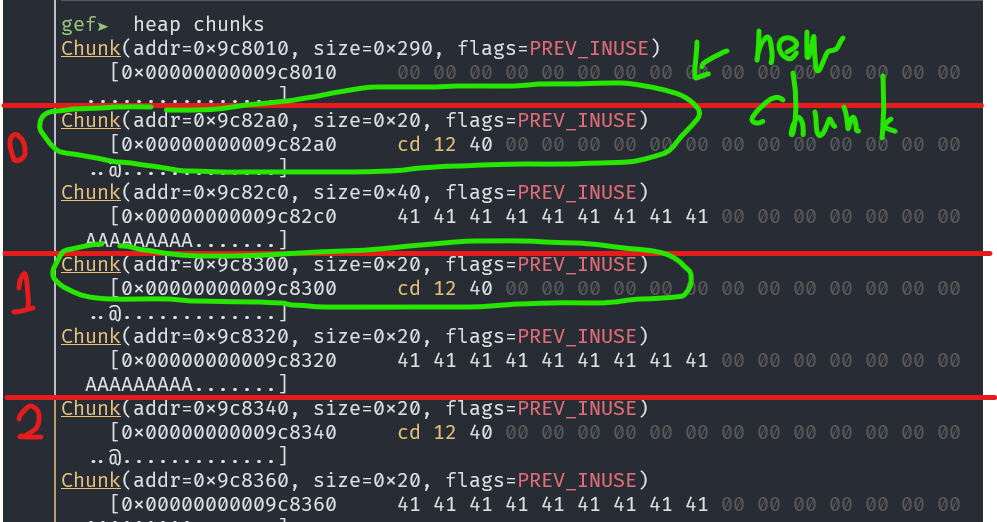 gef➤  heap chunks
Chunk(addr=0×9c8010, size=0×290, flags=PREV_INUSE)
    [0×00000000009c8010     00 00 00 00 00 00 00 00 00 00 00 00 00 00 00 00
  ...............]
new
chunk
0
Chunk(addr=0×9c82a0, size=0×20, flags=PREV_INUSE)
    [0×00000000009c82a0     cd 12 40 00 00 00 00 00 00 00 00 00 00 00 00 00
  ..@.............]
Chunk(addr=0×9c82c0, size=0×40, flags=PREV_INUSE)
    [0×00000000009c82c0     41 41 41 41 41 41 41 41 41 00 00 00 00 00 00 00
  AAAAAAAAA.......]
1
Chunk(addr=0×9c8300, size=0×20, flags=PREV_INUSE)
    [0×00000000009c8300     cd 12 40 00 00 00 00 00 00 00 00 00 00 00 00 00
  ..@.............]
Chunk(addr=0×9c8320, size=0×20, flags=PREV_INUSE)
    [0×00000000009c8320     41 41 41 41 41 41 41 41 41 00 00 00 00 00 00 00
  AAAAAAAAA.......]
2
Chunk(addr=0×9c8340, size=0×20, flags=PREV_INUSE)
    [0×00000000009c8340     cd 12 40 00 00 00 00 00 00 00 00 00 00 00 00 00
  ..@.............]
Chunk(addr=0×9c8360, size=0×20, flags=PREV_INUSE)
    [0×00000000009c8360     41 41 41 41 41 41 41 41 41 00 00 00 00 00 00 00